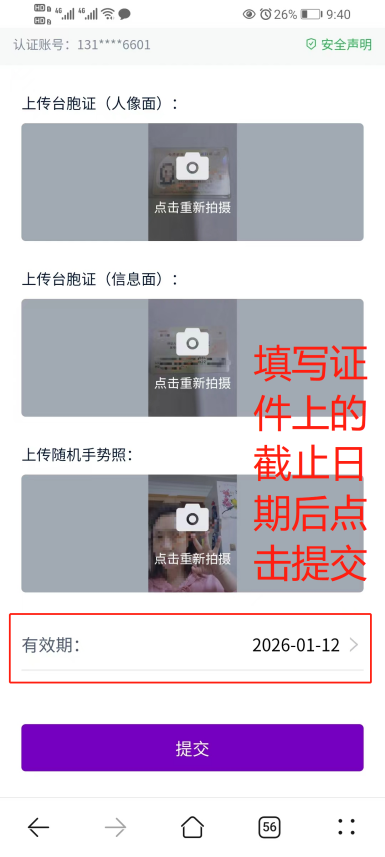 26% 9:40
认证账号：131****6601 安全声明
上传台胞证（人像面）：
点击重新拍摄
上传台胞证（信息面）：
点击重新拍摄
填写证
件上的
截止日
期后点
击提交
上传随机手势照：
点击重新拍摄
有效期： 2026-01-12
提交
56